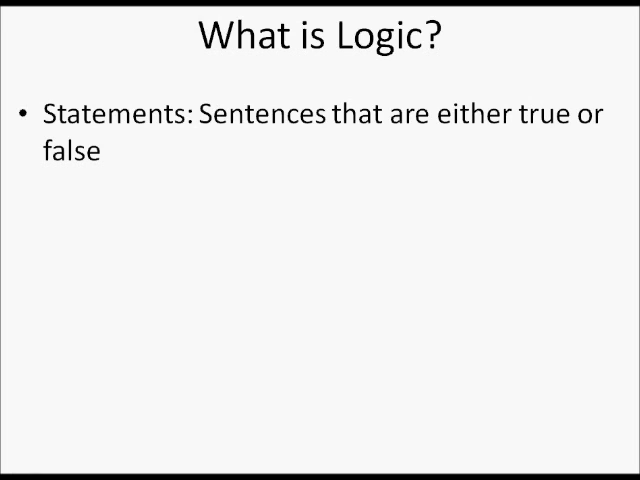 What is Logic?
• Statements: Sentences that are either true or
false